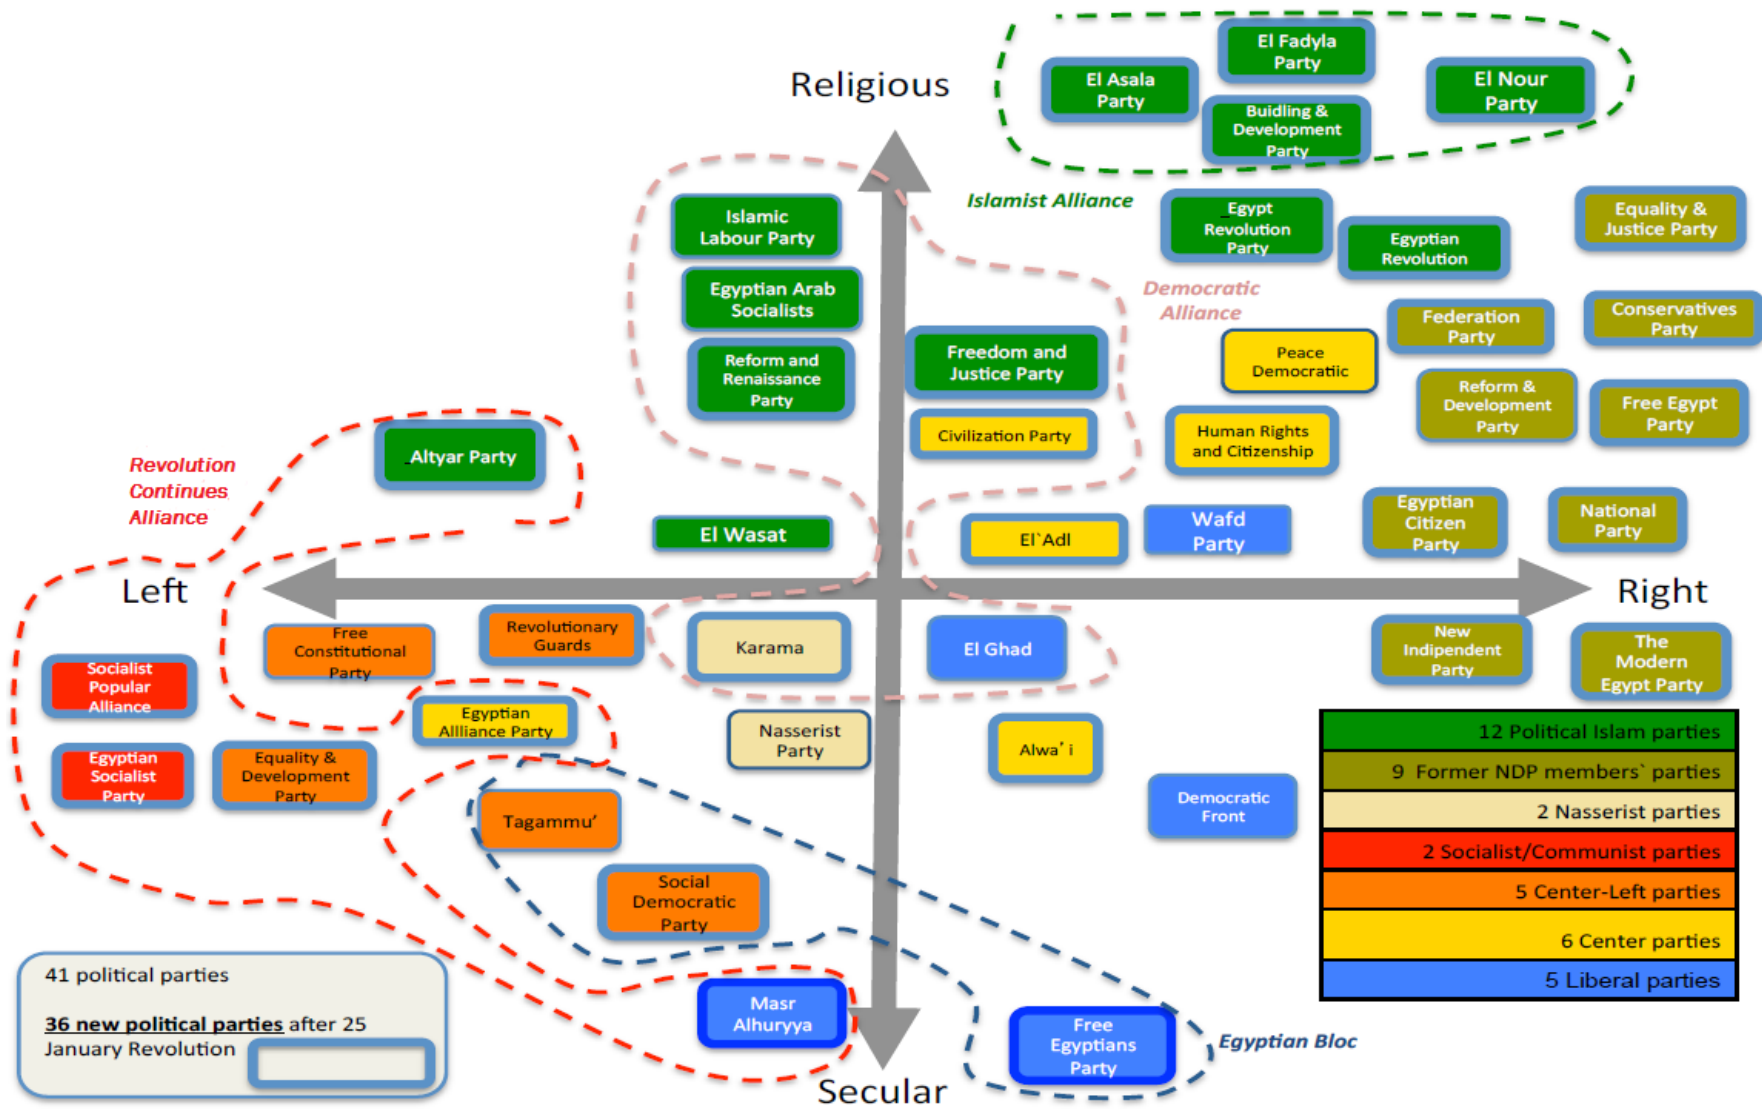 Religious
El Fadyla
Party
El Asala
Party
El Nour
Party
Buidling &
Development
Party
Islamist Alliance
Islamic
Labour Party
_Egypt
Revolution
Party
Egyptian
Revolution
Equality &
Justice Party
Egyptian Arab
Socialists
Democratic
Alliance
Federation
Party
Conservatives
Party
Reform and
Renaissance
Party
Freedom and
Justice Party
Peace
Democratiic
Reform &
Development
Party
Free Egypt
Party
Civilization Party
Human Rights
and Citizenship
Revolution
Continues
Alliance
_Altyar Party
El Wasat
El`Adl
Wafd
Party
Egyptian
Citizen
Party
National
Party
Left
Right
Free
Constitutional
Party
Revolutionary
Guards
Karama
El Ghad
New
Indipendent
Party
The
Modern
Egypt Party
Socialist
Popular
Alliance
Egyptian
Allliance Party
Nasserist
Party
Alwa’ i
Egyptian
Socialist
Party
Equality &
Development
Party
Tagammu’
Democratic
Front
Social
Democratic
Party
Masr
Alhuryya
Free
Egyptians
Party
Egyptian Bloc
Secular
12 Political Islam parties
9 Former NDP members` parties
2 Nasserist parties
2 Socialist/Communist parties
5 Center-Left parties
6 Center parties
5 Liberal parties
41 political parties
36 new political parties after 25
January Revolution